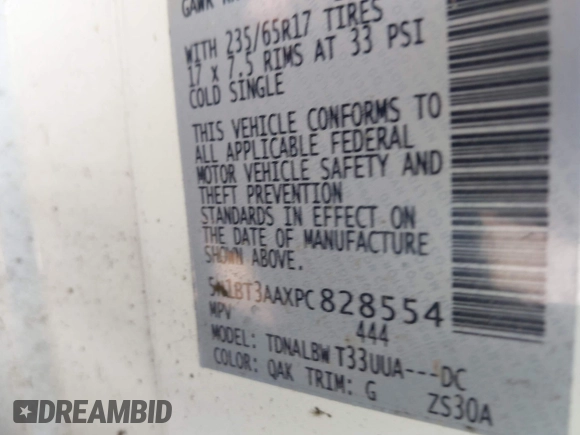 WITH 235/65R17 TIRES
17 x 7.5 RIMS AT 33 PSI
COLD SINGLE
THIS VEHICLE CONFORMS TO
ALL APPLICABLE FEDERAL
MOTOR VEHICLE SAFETY AND
THEFT PREVENTION
STANDARDS IN EFFECT ON
THE DATE OF MANUFACTURE
SHOWN ABOVE.
5N1BT3AAXPC828554
MPV 444
MODEL: TDNALBW T33UUA---DC
COLOR: QAK TRIM: G ZS30A
DREAMBID